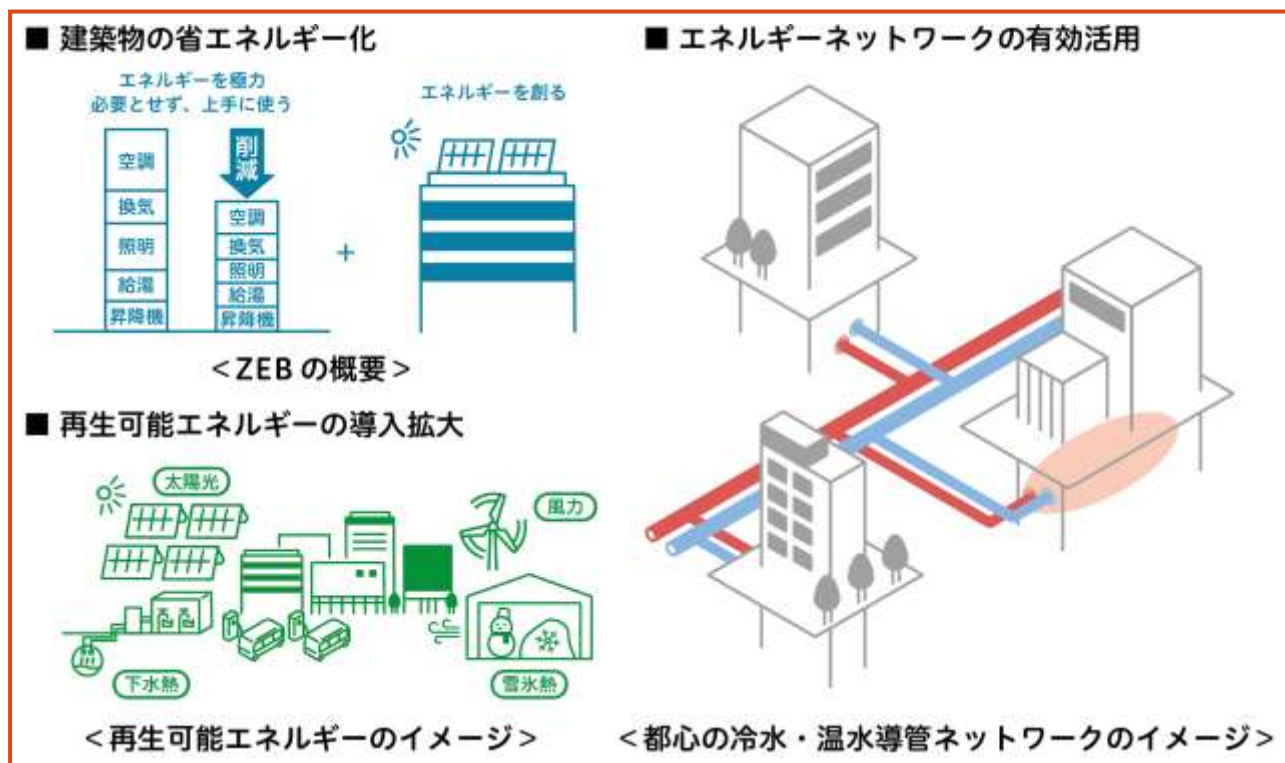 ■ 建築物の省エネルギー化
エネルギーを極力
必要とせず、上手に使う
空調
換気
照明
給湯
昇降機
削減
空調
換気
照明
給湯
昇降機
+
エネルギーを創る
<ZEBの概要>
■ 再生可能エネルギーの導入拡大
太陽光
風力
下水熱
雪氷熱
<再生可能エネルギーのイメージ>
■ エネルギーネットワークの有効活用
<都心の冷水・温水導管ネットワークのイメージ>